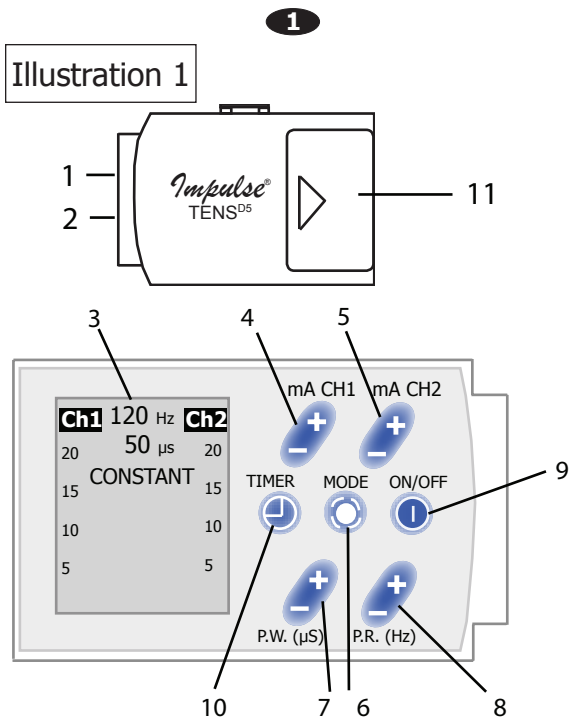 1
Illustration 1
1
2
Impulse®
TENS D5
11
3
4
5
mA CH1 mA CH2
Ch1 120 Hz Ch2
50 µs
20 20
CONSTANT
15 15
10 10
5 5
TIMER MODE ON/OFF
9
P.W. (µS) P.R. (Hz)
10 7 6 8